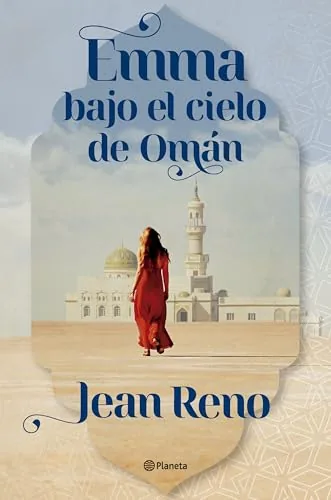 Emma
bajo el cielo
de Omán
Jean Reno
Planeta